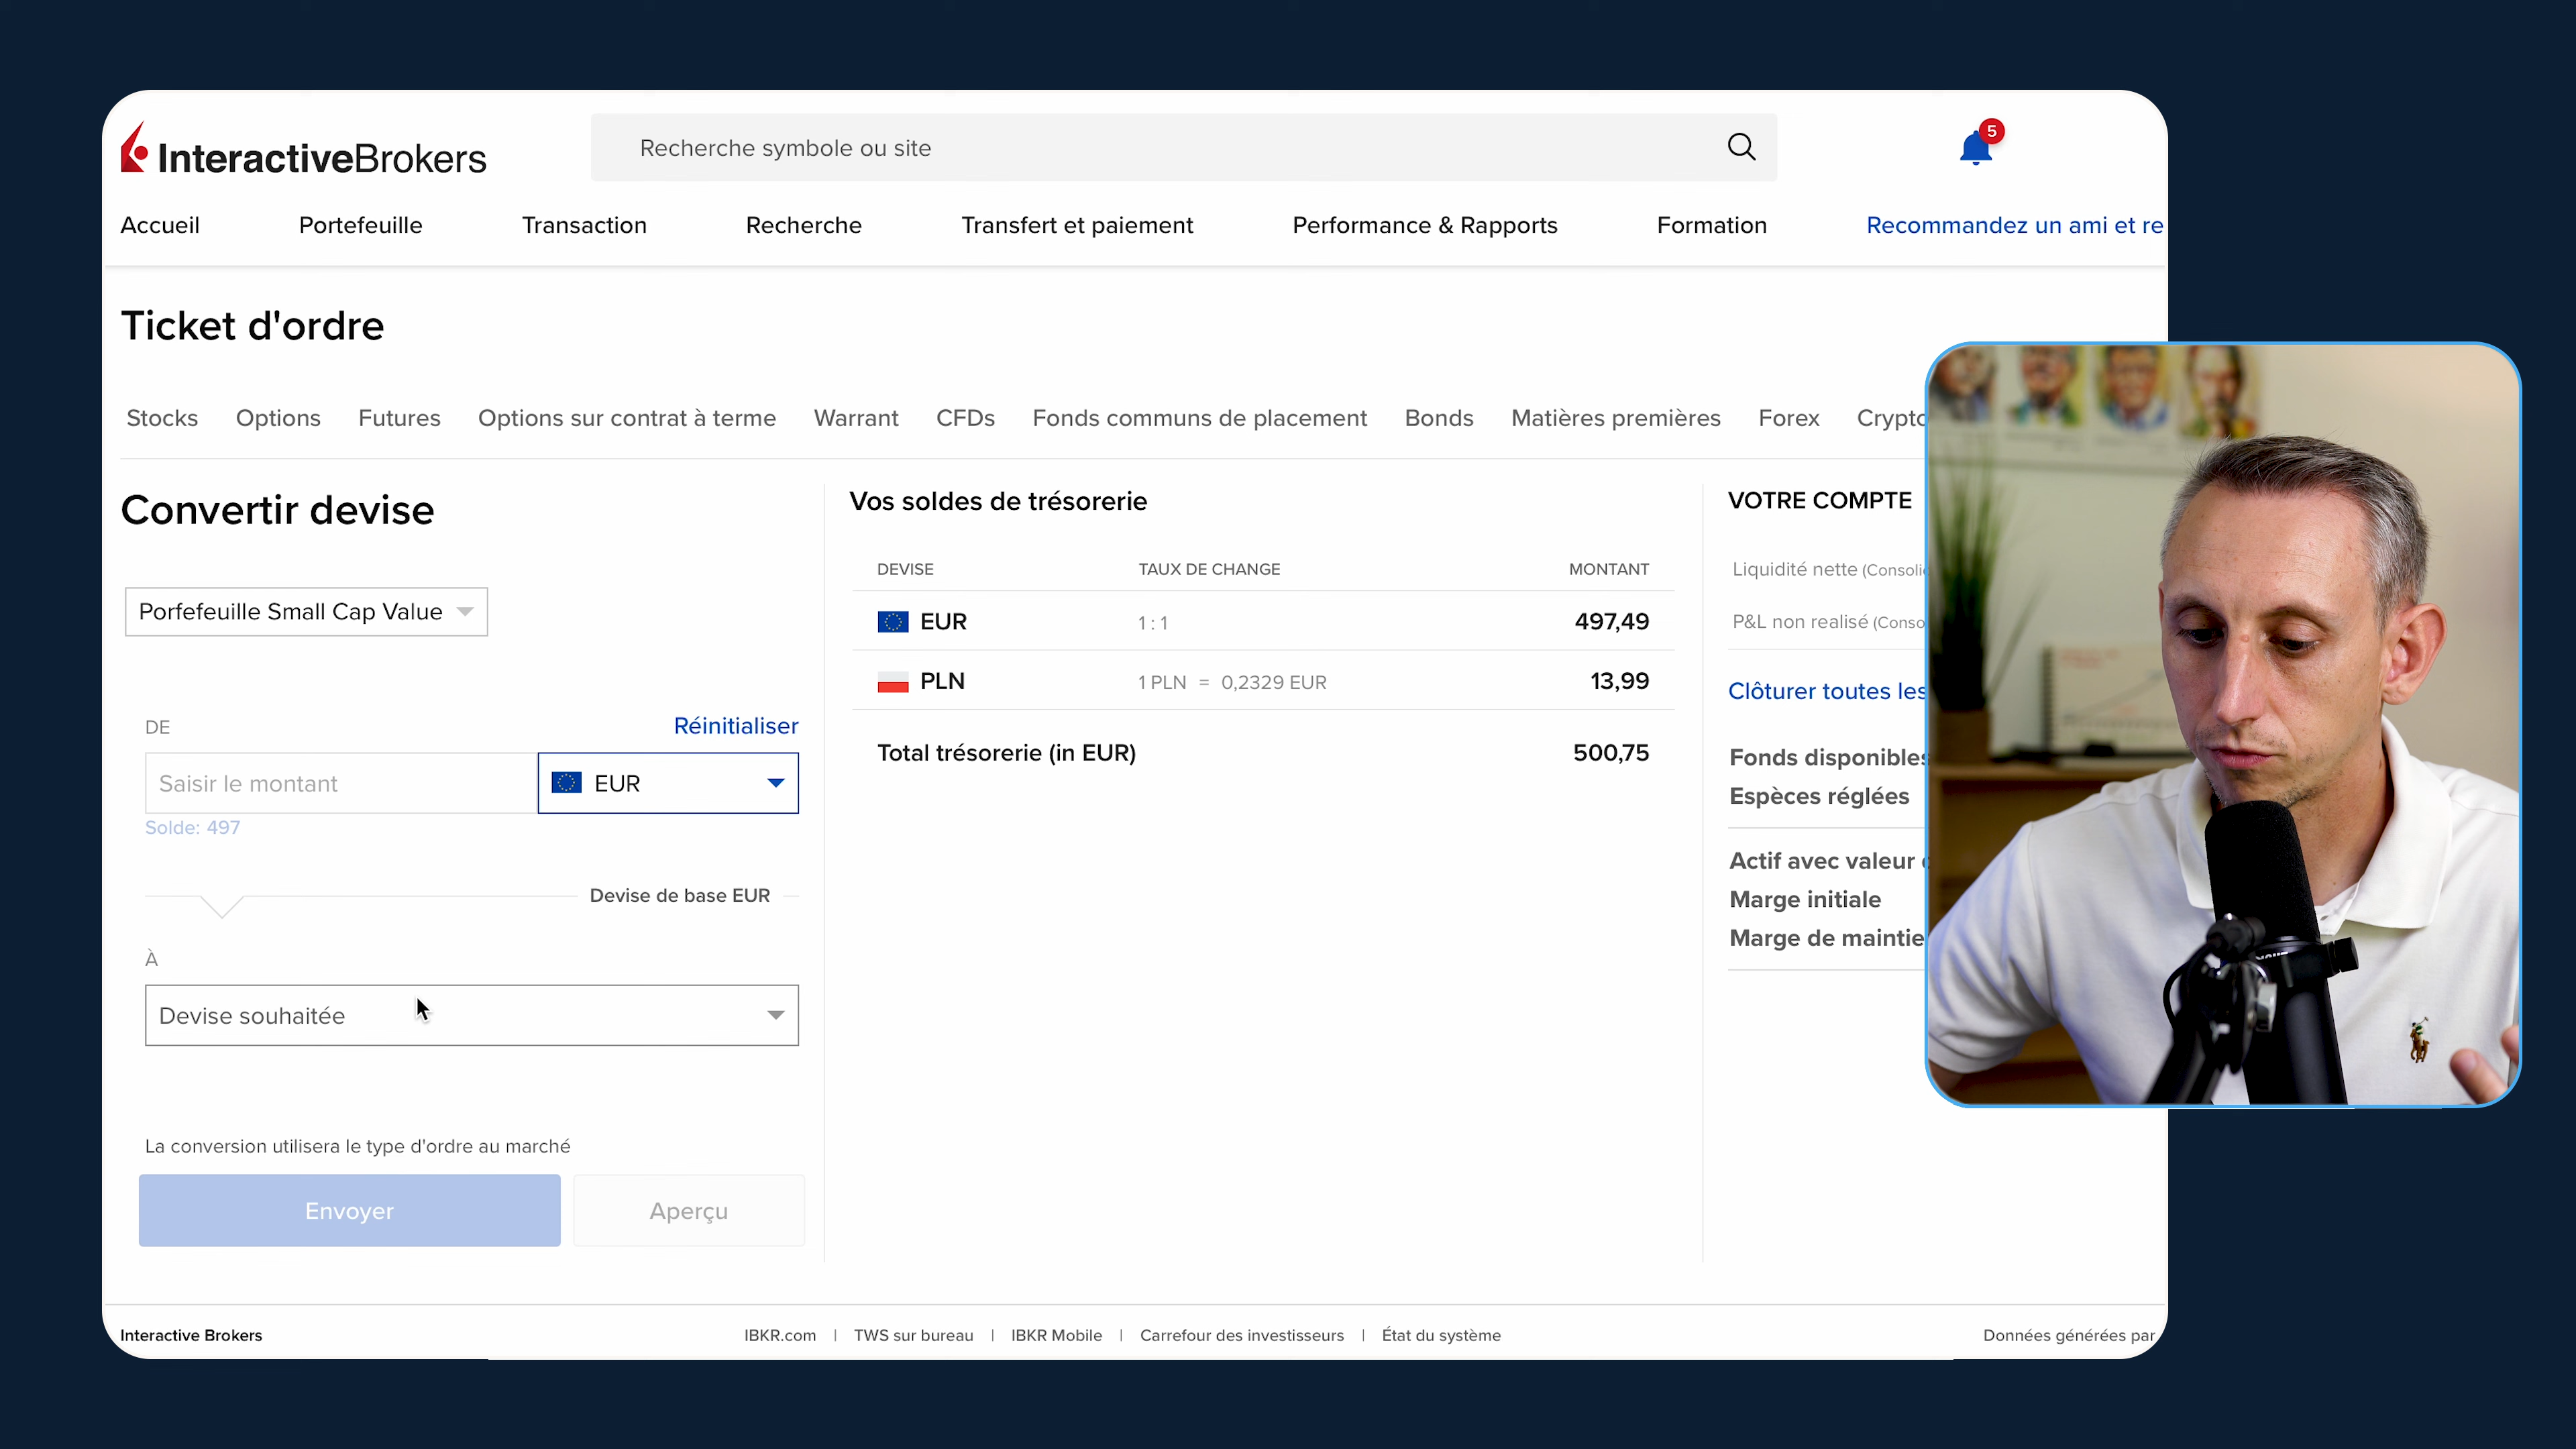 InteractiveBrokers
Recherche symbole ou site
5
Accueil Portefeuille Transaction Recherche Transfert et paiement Performance & Rapports Formation Recommandez un ami et re
Ticket d'ordre
Stocks Options Futures Options sur contrat à terme Warrant CFDs Fonds communs de placement Bonds Matières premières Forex Crypto
Convertir devise
Porfefeuille Small Cap Value
DE Réinitialiser
Saisir le montant EUR
Solde: 497
Devise de base EUR
À
Devise souhaitée
La conversion utilisera le type d'ordre au marché
Envoyer Aperçu
Vos soldes de trésorerie
DEVISE TAUX DE CHANGE MONTANT
EUR 1 : 1 497,49
PLN 1 PLN = 0,2329 EUR 13,99
Total trésorerie (in EUR) 500,75
VOTRE COMPTE
Liquidité nette (Consoli
P&L non realisé (Conso
Clôturer toutes les
Fonds disponibles
Espèces réglées
Actif avec valeur
Marge initiale
Marge de maintie
Interactive Brokers IBKR.com | TWS sur bureau | IBKR Mobile | Carrefour des investisseurs | État du système Données générées par